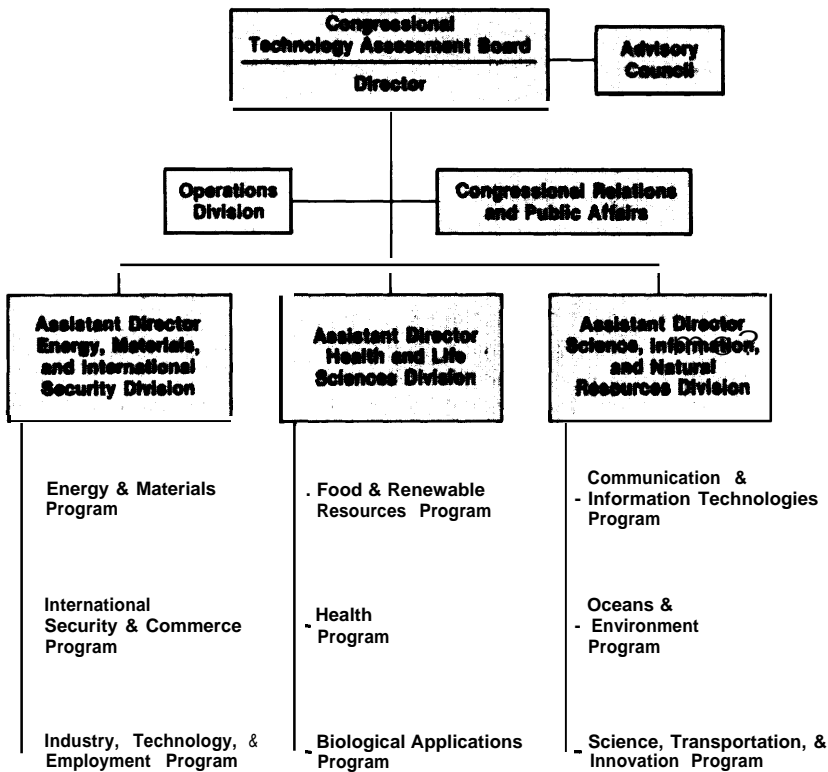 Congressional
Technology Assessment Board
Director
Advisory
Council
Operations
Division
Congressional Relations
and Public Affairs
Assistant Director
Energy, Materials,
and International
Security Division
Assistant Director
Health and Life
Sciences Division
Assistant Director
Science, Information,
and Natural
Resources Division
Energy & Materials
Program
International
Security & Commerce
Program
Industry, Technology, &
Employment Program
. Food & Renewable
Resources Program
- Health
Program
- Biological Applications
Program
Communication &
- Information Technologies
Program
Oceans &
- Environment
Program
- Science, Transportation, &
Innovation Program